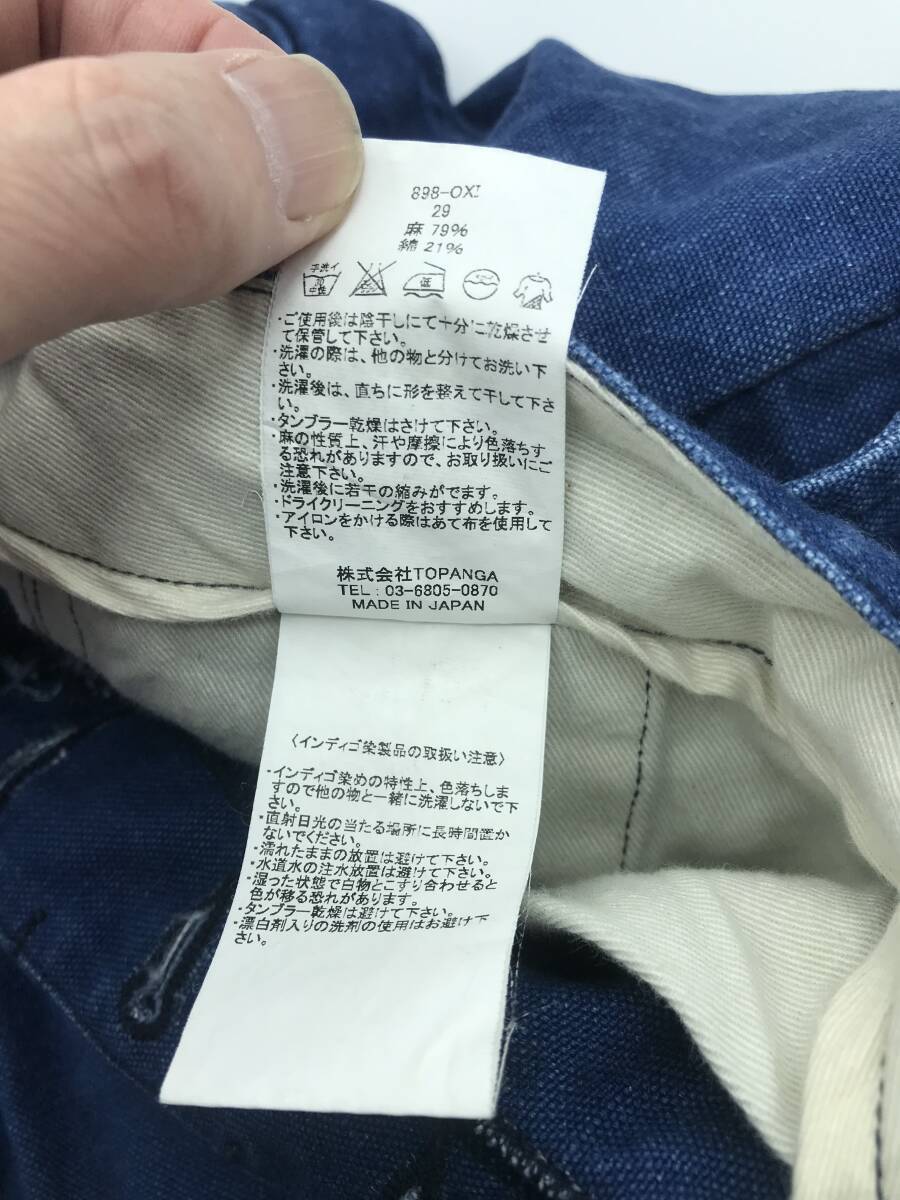 898-OXI
29
麻 79%
綿 21%
手洗イ
30
中性
低
・ご使用後は陰干しにて十分に乾燥させ
て保管して下さい。
・洗濯の際は、他の物と分けてお洗い下
さい。
・洗濯後は、直ちに形を整えて干して下さ
い。
・タンブラー乾燥はさけて下さい。
・麻の性質上、汗や摩擦により色落ちす
る恐れがありますので、お取り扱いにご
注意下さい。
・洗濯後に若干の縮みがでます。
・ドライクリーニングをおすすめします。
・アイロンをかける際はあて布を使用して
下さい。
株式会社TOPANGA
TEL : 03-6805-0870
MADE IN JAPAN
〈インディゴ染製品の取扱い注意〉
・インディゴ染めの特性上、色落ちしま
すので他の物と一緒に洗濯しないで下
さい。
・直射日光の当たる場所に長時間置か
ないでください。
・濡れたままの放置は避けて下さい。
・水道水の注水放置は避けて下さい。
・湿った状態で白物とこすり合わせると
色が移る恐れがあります。
・タンブラー乾燥は避けて下さい。
・漂白剤入りの洗剤の使用はお避け下
さい。